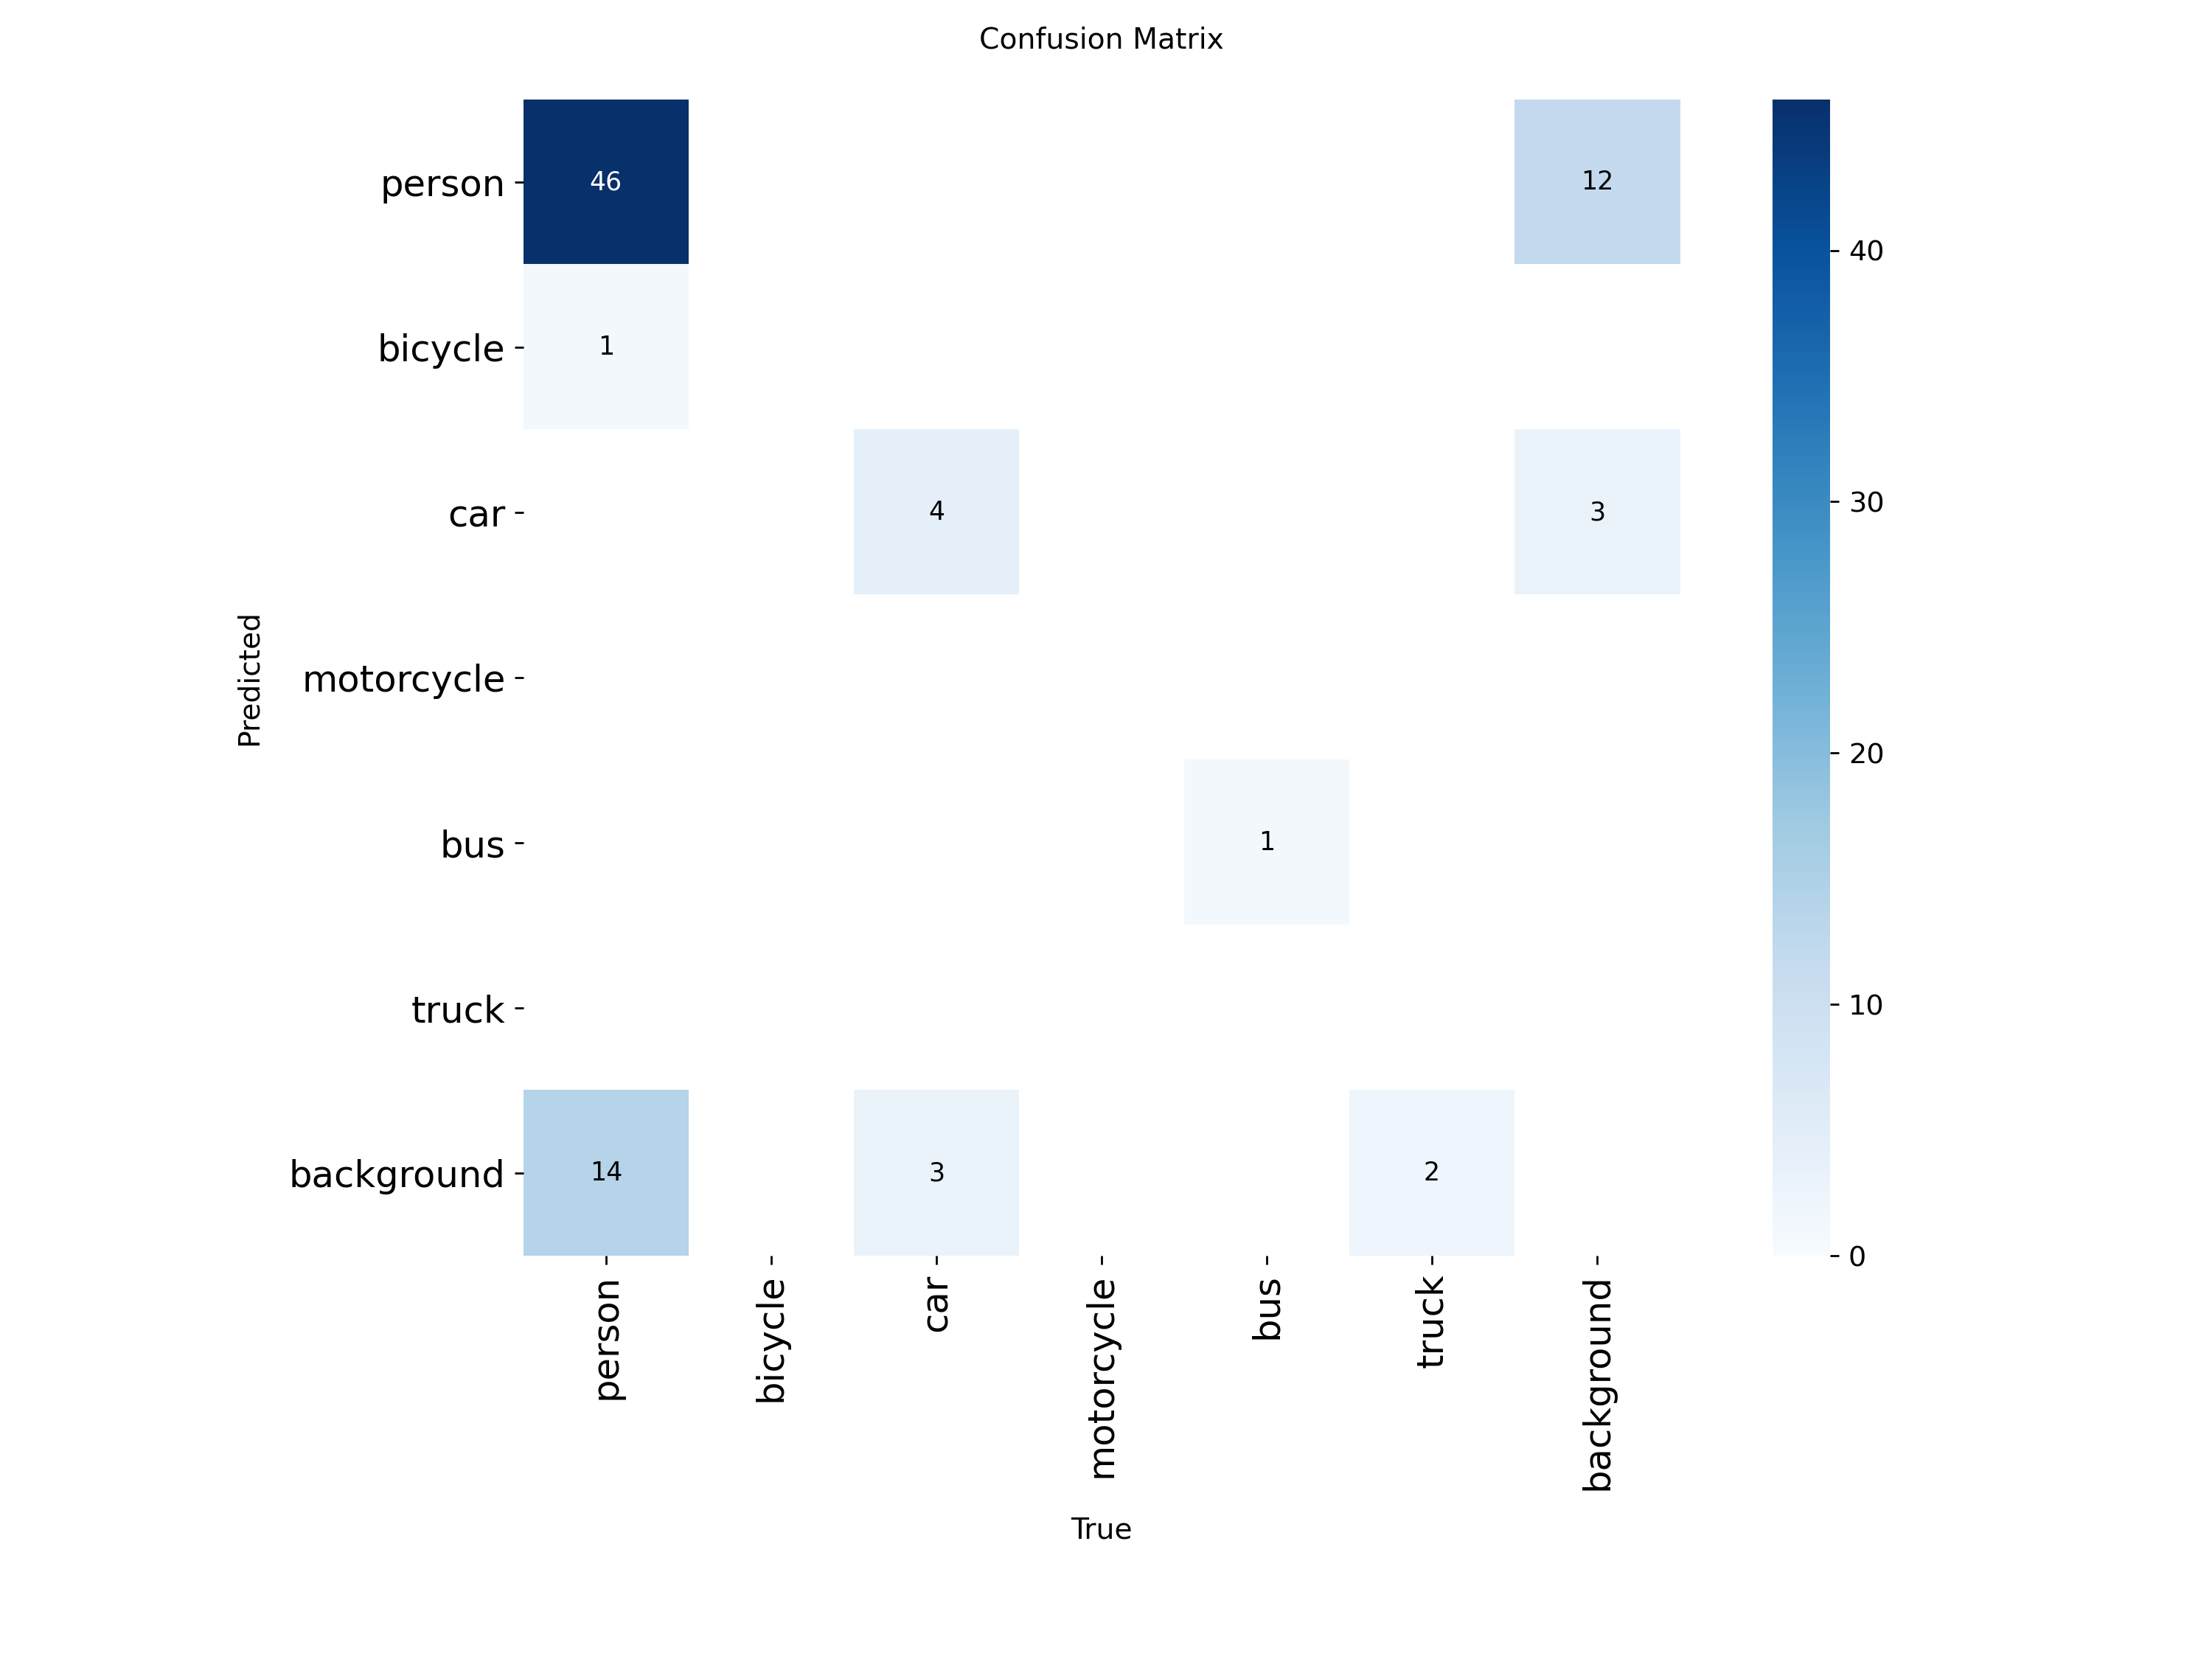 Confusion Matrix
person
46
12
40
bicycle
1
car
4
3
30
Predicted
motorcycle
20
bus
1
truck
10
background
14
3
2
0
person
bicycle
car
motorcycle
bus
truck
background
True